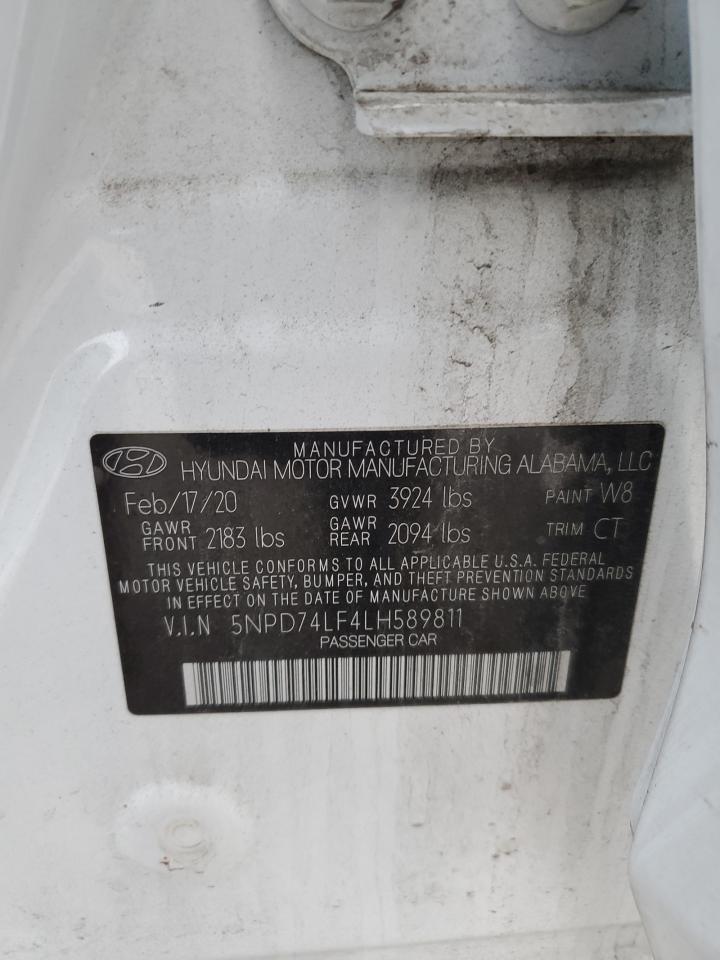 MANUFACTURED BY
HYUNDAI MOTOR MANUFACTURING ALABAMA, LLC
Feb/17/20 GVWR 3924 lbs PAINT W8
GAWR FRONT 2183 lbs GAWR REAR 2094 lbs TRIM CT
THIS VEHICLE CONFORMS TO ALL APPLICABLE U.S.A. FEDERAL
MOTOR VEHICLE SAFETY, BUMPER, AND THEFT PREVENTION STANDARDS
IN EFFECT ON THE DATE OF MANUFACTURE SHOWN ABOVE
V.I.N 5NPD74LF4LH589811
PASSENGER CAR